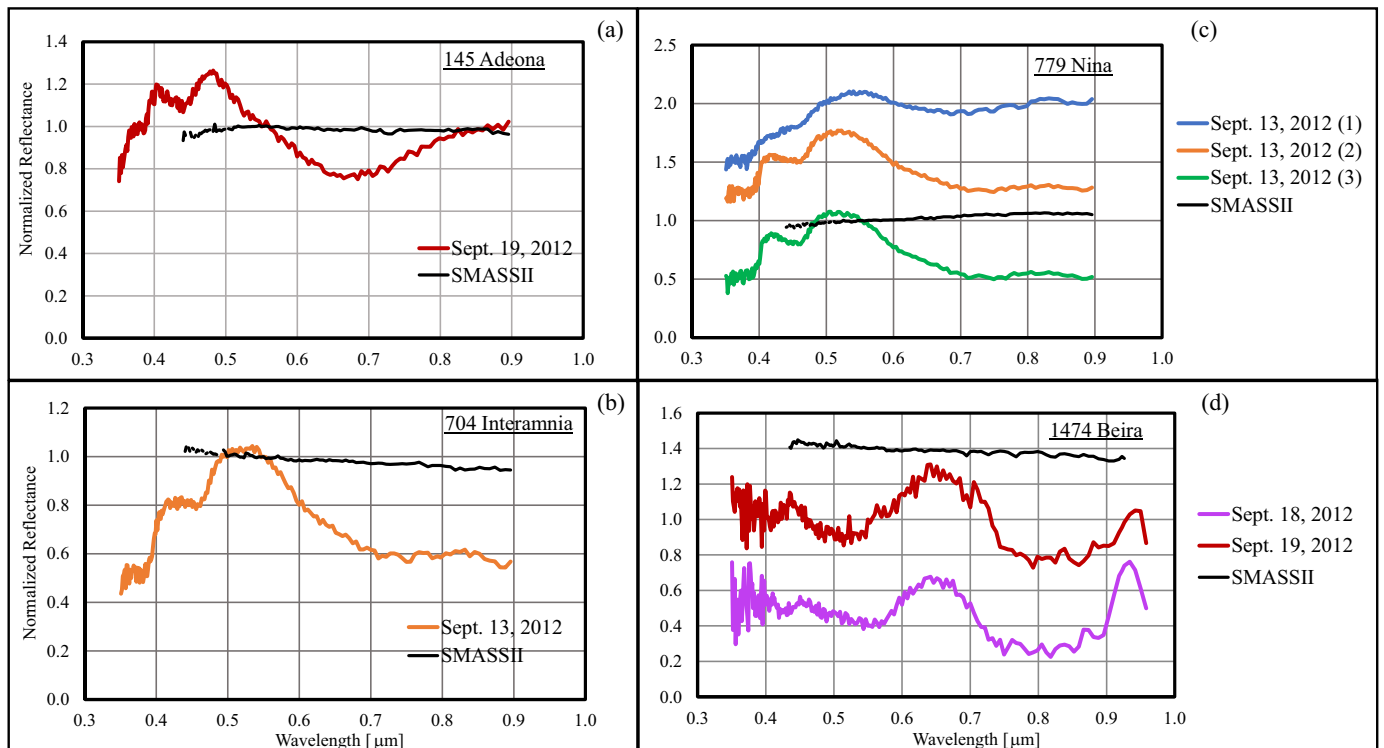 (a)
145 Adeona
Normalized Reflectance
1.4
1.2
1.0
0.8
0.6
0.4
0.2
0.0
Sept. 19, 2012
SMASSII
0.3 0.4 0.5 0.6 0.7 0.8 0.9 1.0
(c)
779 Nina
2.5
2.0
1.5
1.0
0.5
0.0
Sept. 13, 2012 (1)
Sept. 13, 2012 (2)
Sept. 13, 2012 (3)
SMASSII
0.3 0.4 0.5 0.6 0.7 0.8 0.9 1.0
(b)
704 Interamnia
Normalized Reflectance
1.2
1.0
0.8
0.6
0.4
0.2
0.0
Sept. 13, 2012
SMASSII
0.3 0.4 0.5 0.6 0.7 0.8 0.9 1.0
Wavelength [ μm]
(d)
1474 Beira
1.6
1.4
1.2
1.0
0.8
0.6
0.4
0.2
0.0
Sept. 18, 2012
Sept. 19, 2012
SMASSII
0.3 0.4 0.5 0.6 0.7 0.8 0.9 1.0
Wavelength [ μm]